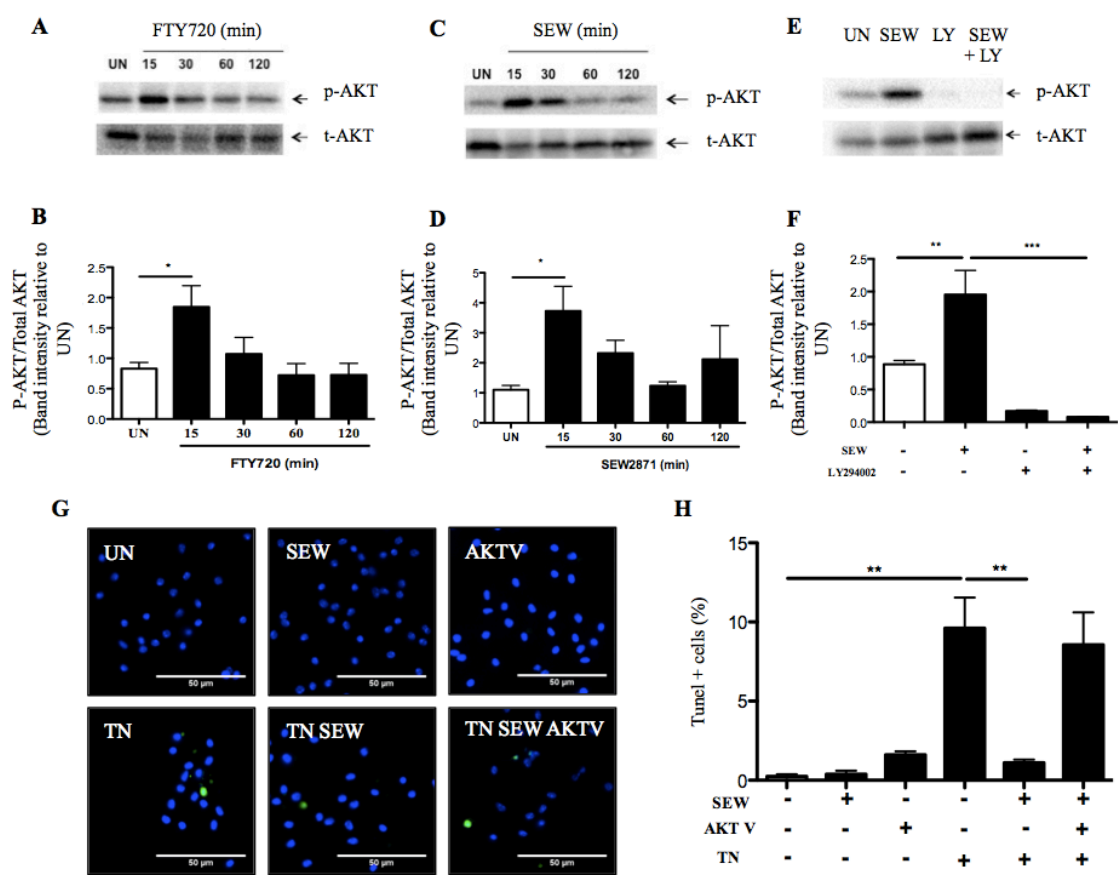 A
FTY720 (min)
UN 15 30 60 120
p-AKT
t-AKT
C
SEW (min)
UN 15 30 60 120
p-AKT
t-AKT
E
UN SEW LY SEW
+ LY
p-AKT
t-AKT
B
P-AKT/Total AKT
(Band intensity relative to
UN)
2.5
2.0
1.5
1.0
0.5
0.0
*
UN 15 30 60 120
FTY720 (min)
D
P-AKT/Total AKT
(Band intensity relative to
UN)
5
4
3
2
1
0
*
UN 15 30 60 120
SEW2871 (min)
F
P-AKT/Total AKT
(Band intensity relative to
UN)
2.5
2.0
1.5
1.0
0.5
0.0
** ***
SEW - + - +
LY294002 - - + +
G
UN
50 µm
SEW
50 µm
AKTV
50 µm
TN
50 µm
TN SEW
50 µm
TN SEW AKTV
50 µm
H
Tunel + cells (%)
15
10
5
0
** **
SEW - + - - + +
AKT V - - + - - +
TN - - - + + +